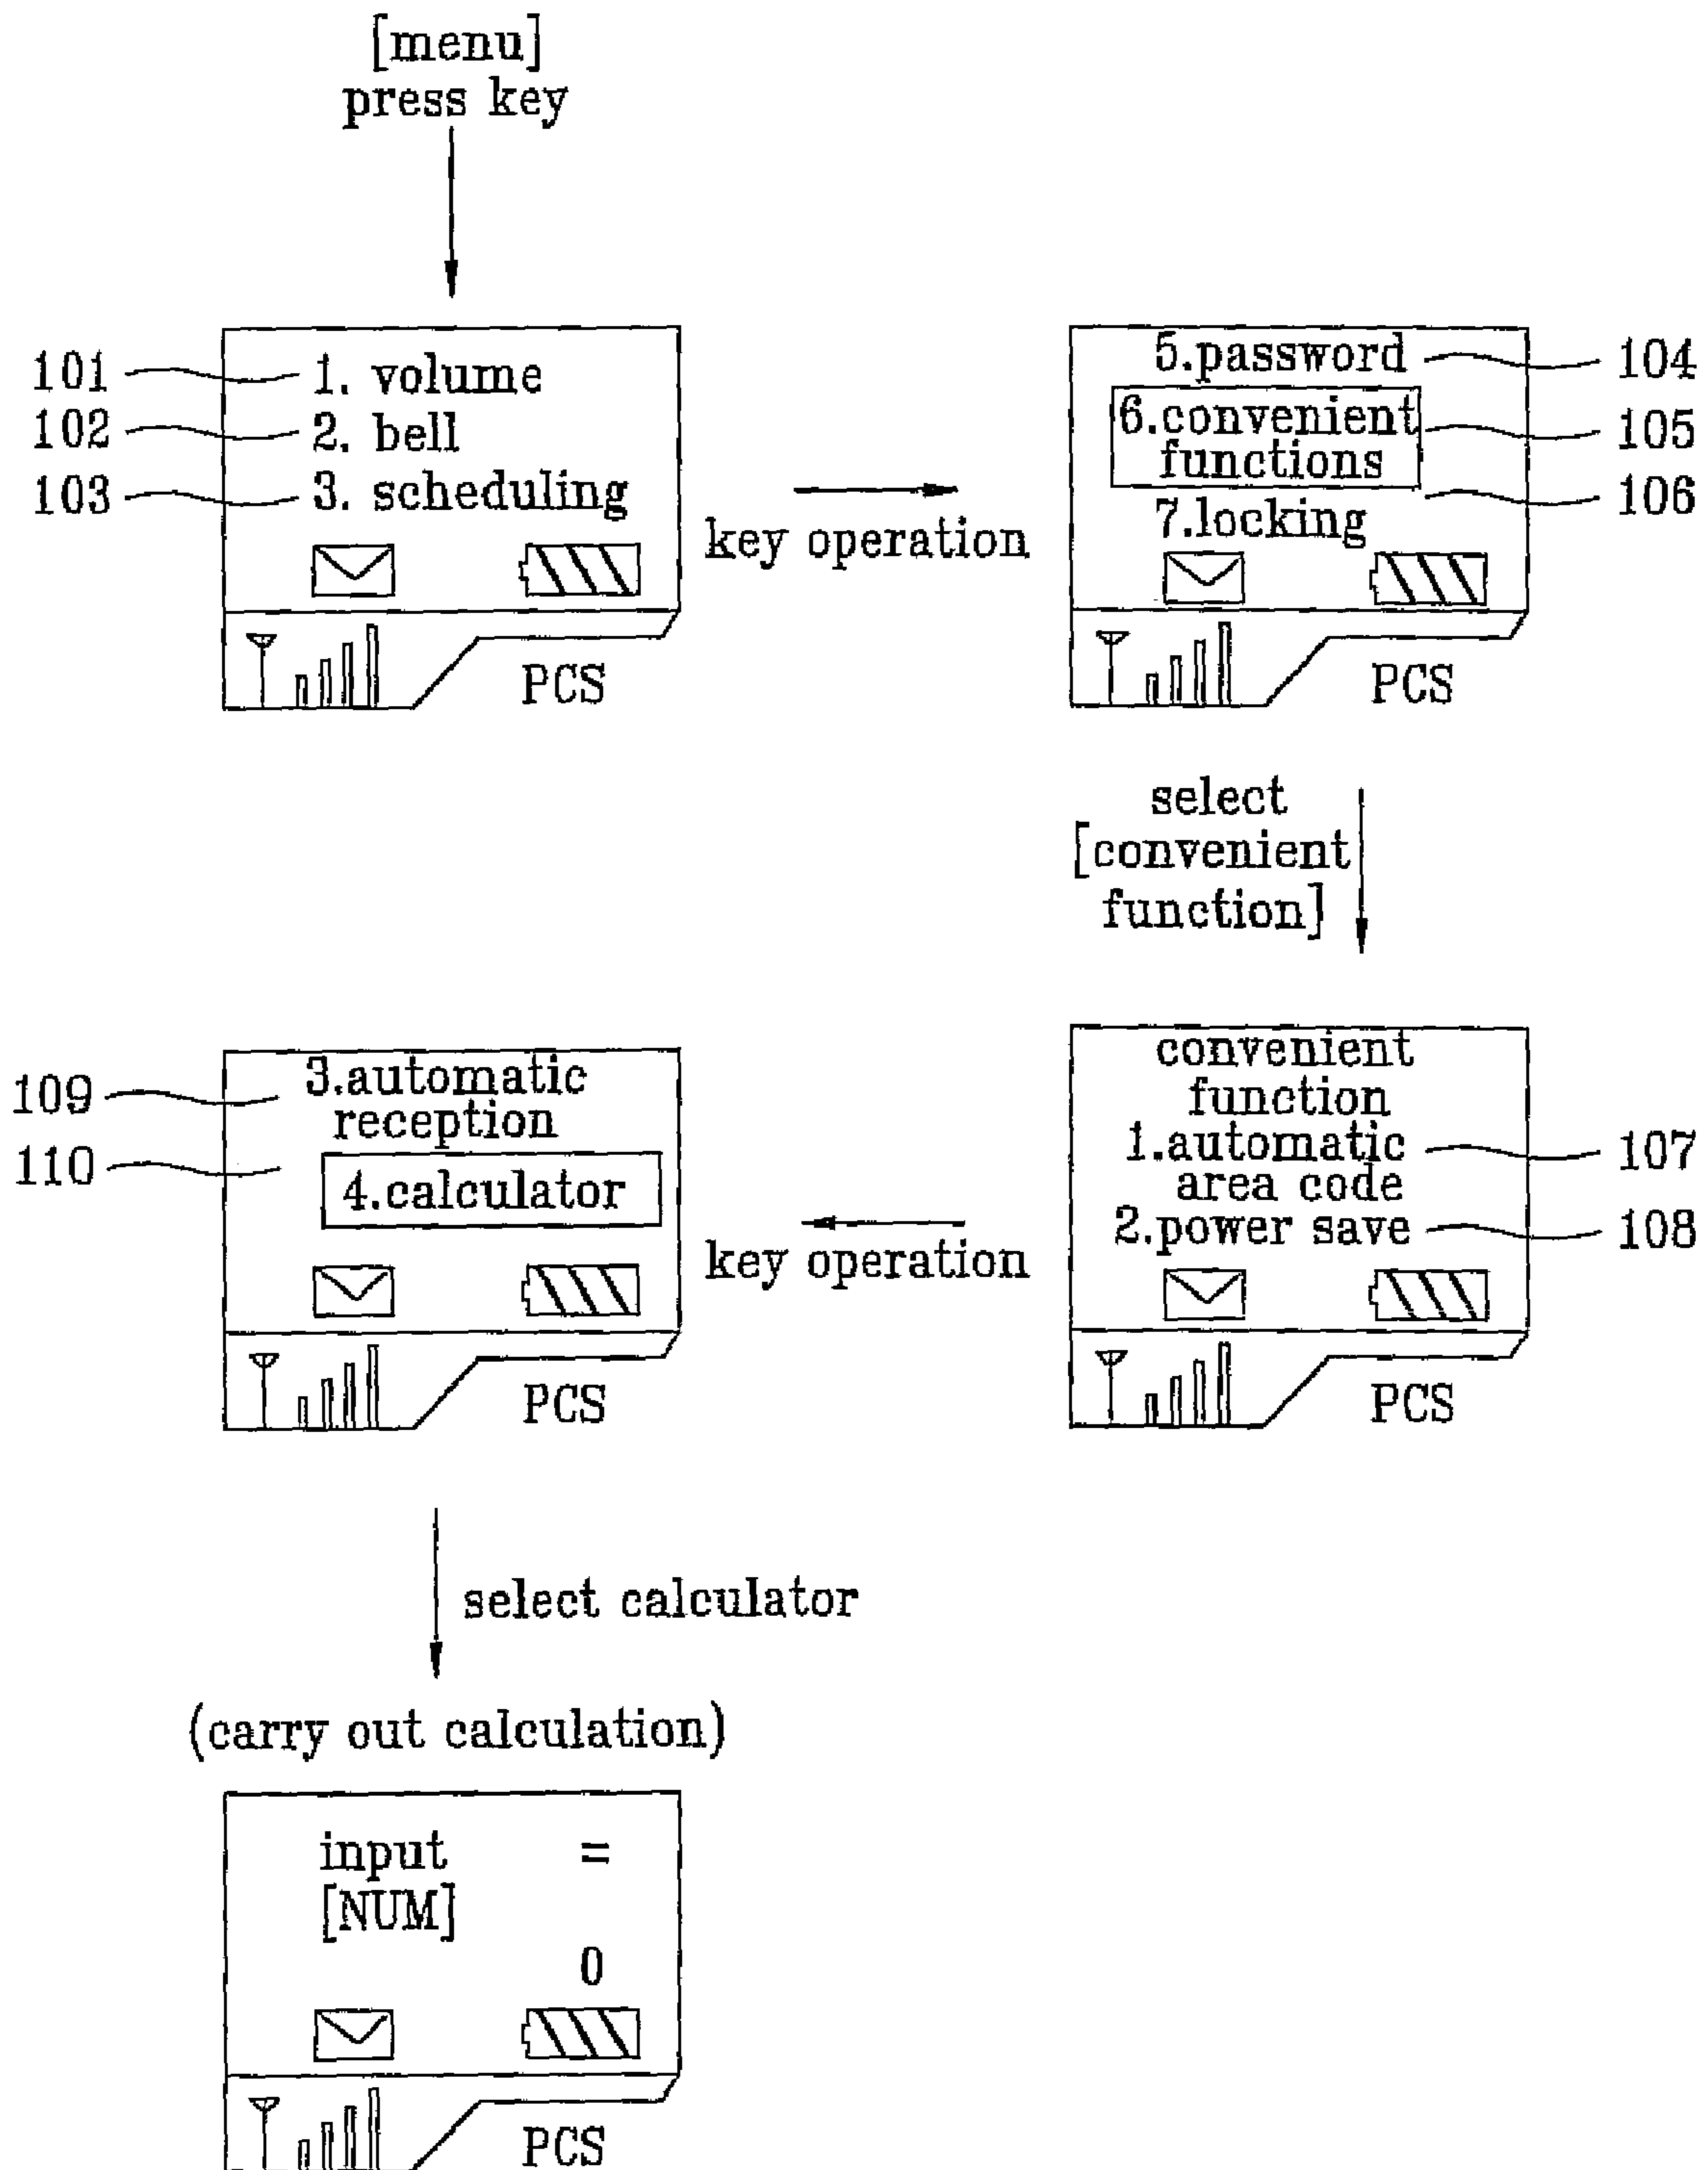 [menu]
press key
101
1. volume
102
2. bell
103
3. scheduling
PCS
key operation
5.password
104
6.convenient
functions
105
106
7.locking
PCS
select
[convenient
function]
convenient
function
1.automatic
area code
107
2.power save
108
PCS
key operation
109
3.automatic
reception
110
4.calculator
PCS
select calculator
(carry out calculation)
input =
[NUM]
0
PCS